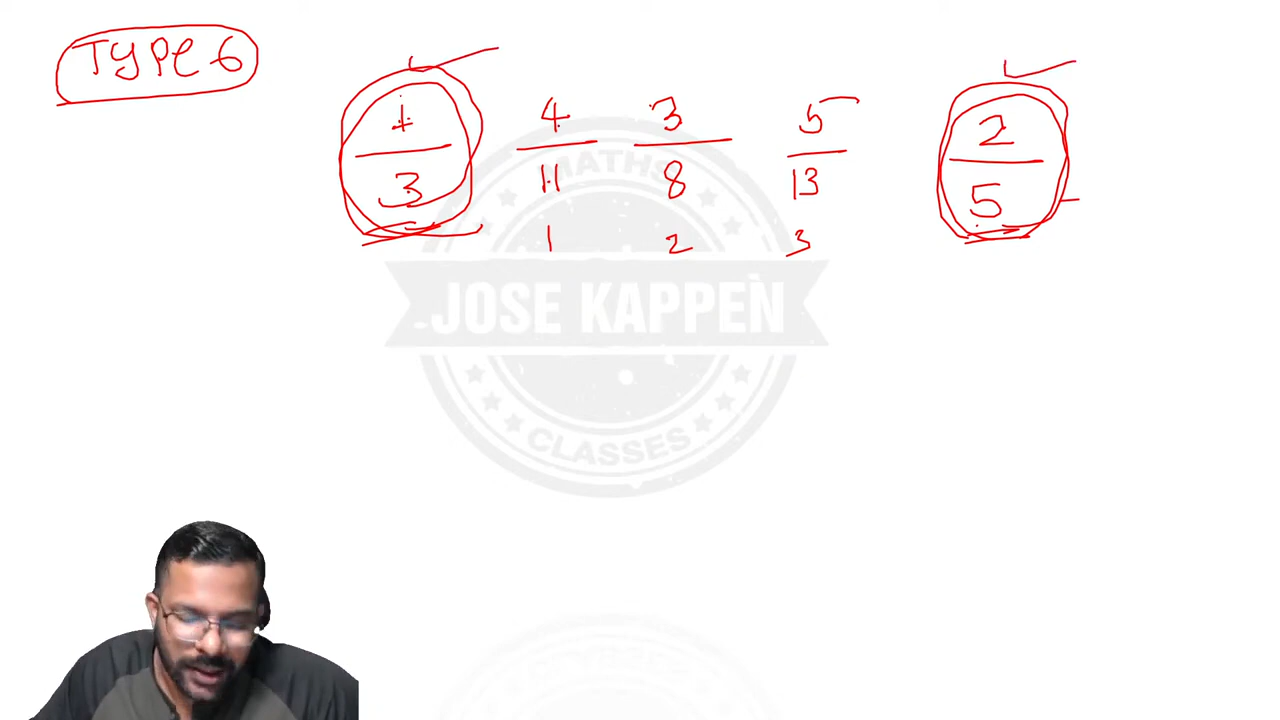 TYPE 6
1 4 3 5 2
3 11 8 13 5
1 2 3
MATHS
JOSE KAPPEN
CLASSES